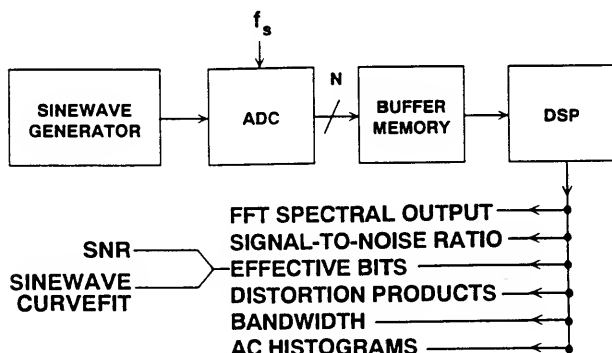 f_s
SINEWAVE
GENERATOR
ADC
N
BUFFER
MEMORY
DSP
FFT SPECTRAL OUTPUT
SIGNAL-TO-NOISE RATIO
SNR
EFFECTIVE BITS
SINEWAVE
CURVEFIT
DISTORTION PRODUCTS
BANDWIDTH
AC HISTOGRAMS